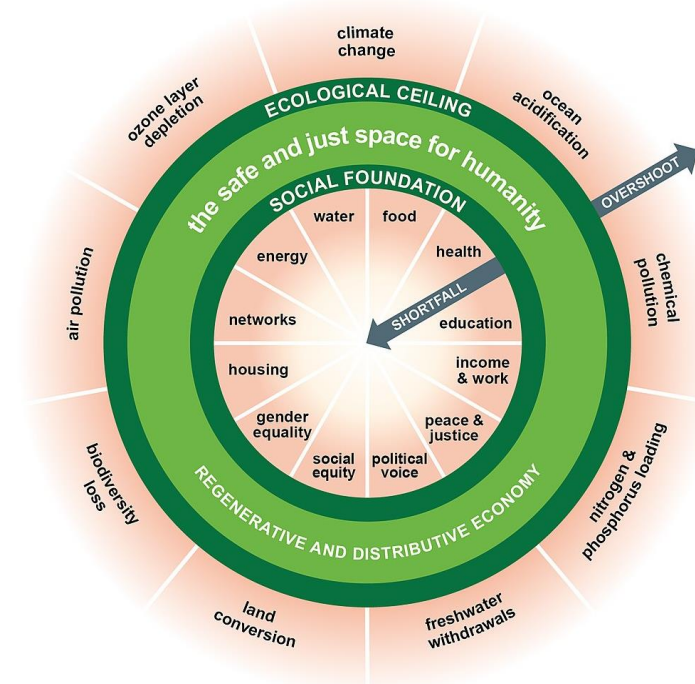 climate
change
ozone layer
depletion
ocean
acidification
ECOLOGICAL CEILING
the safe and just space for humanity
OVERSHOOT
SOCIAL FOUNDATION
water
food
energy
health
air pollution
chemical
pollution
SHORTFALL
networks
education
housing
income
& work
gender
equality
peace &
justice
social
equity
political
voice
biodiversity
loss
nitrogen &
phosphorus loading
REGENERATIVE AND DISTRIBUTIVE ECONOMY
land
conversion
freshwater
withdrawals